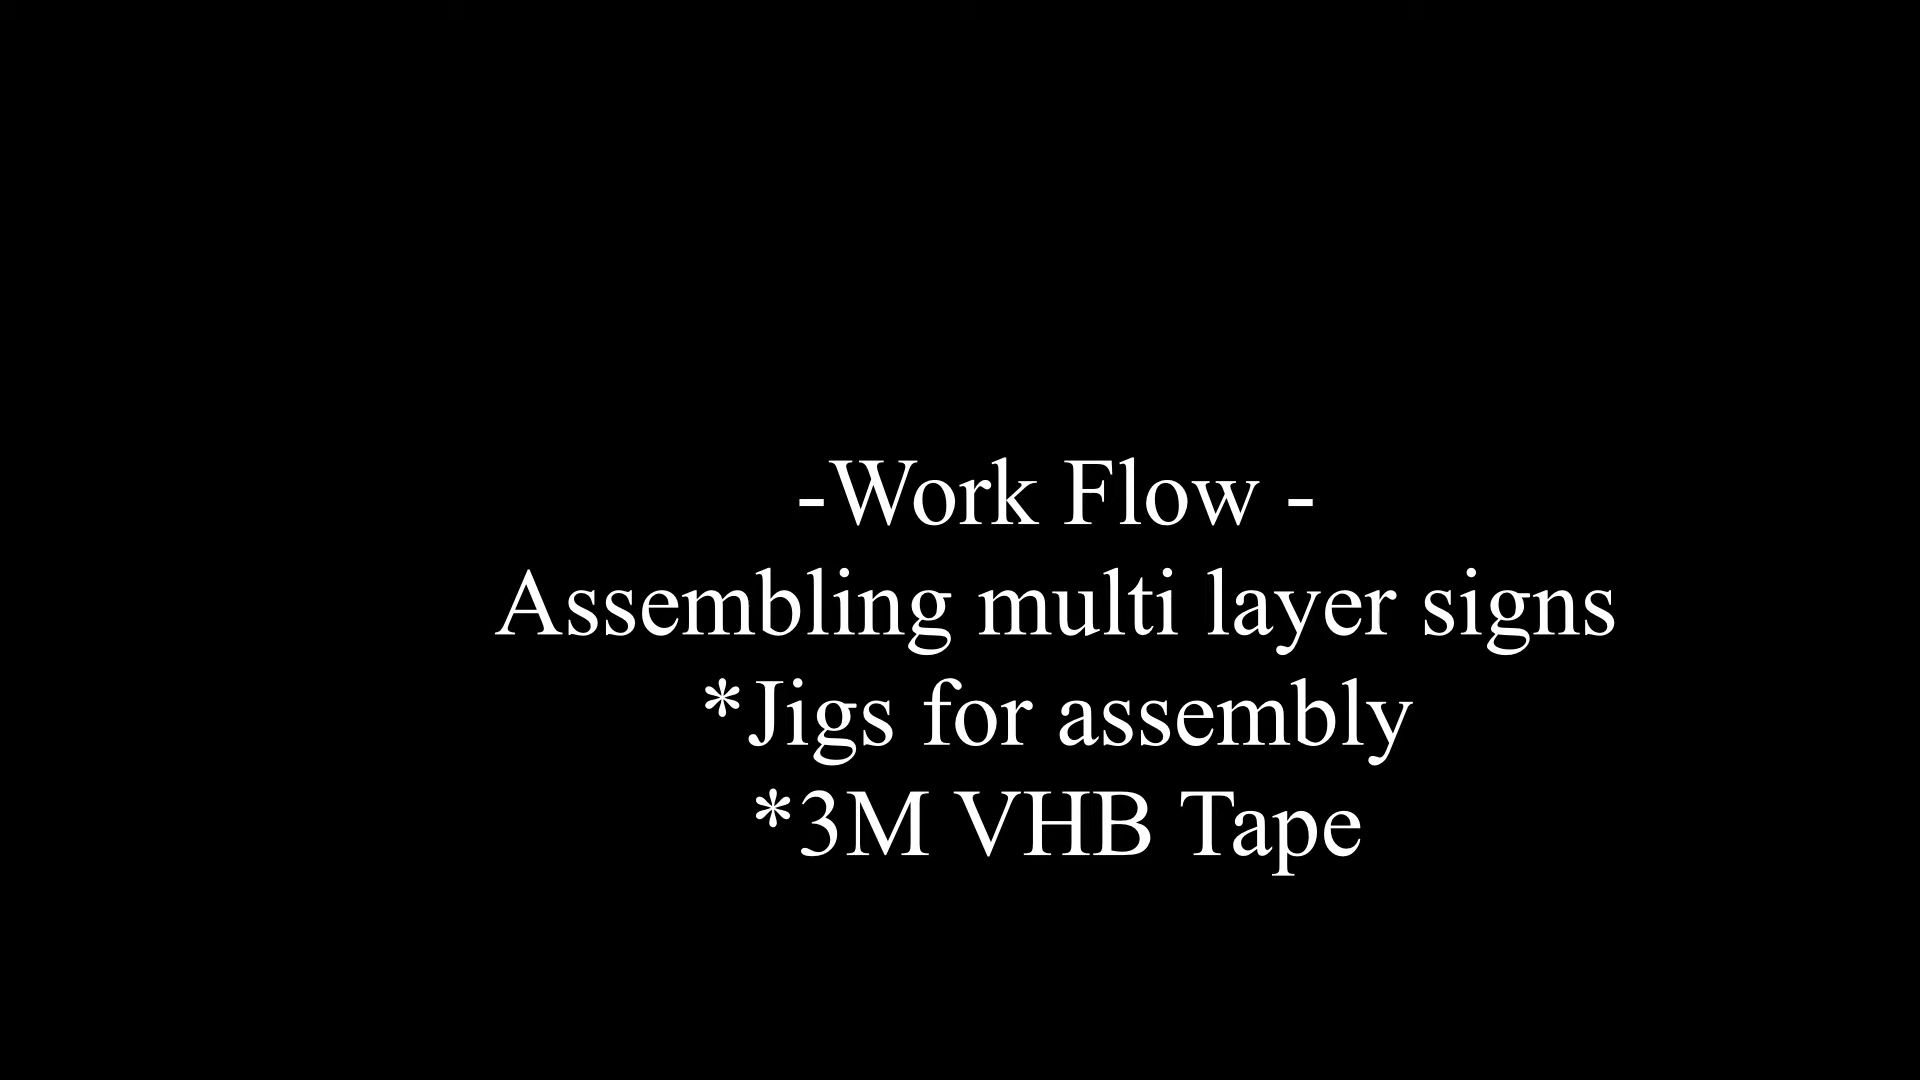 -Work Flow -
Assembling multi layer signs
*Jigs for assembly
*3M VHB Tape